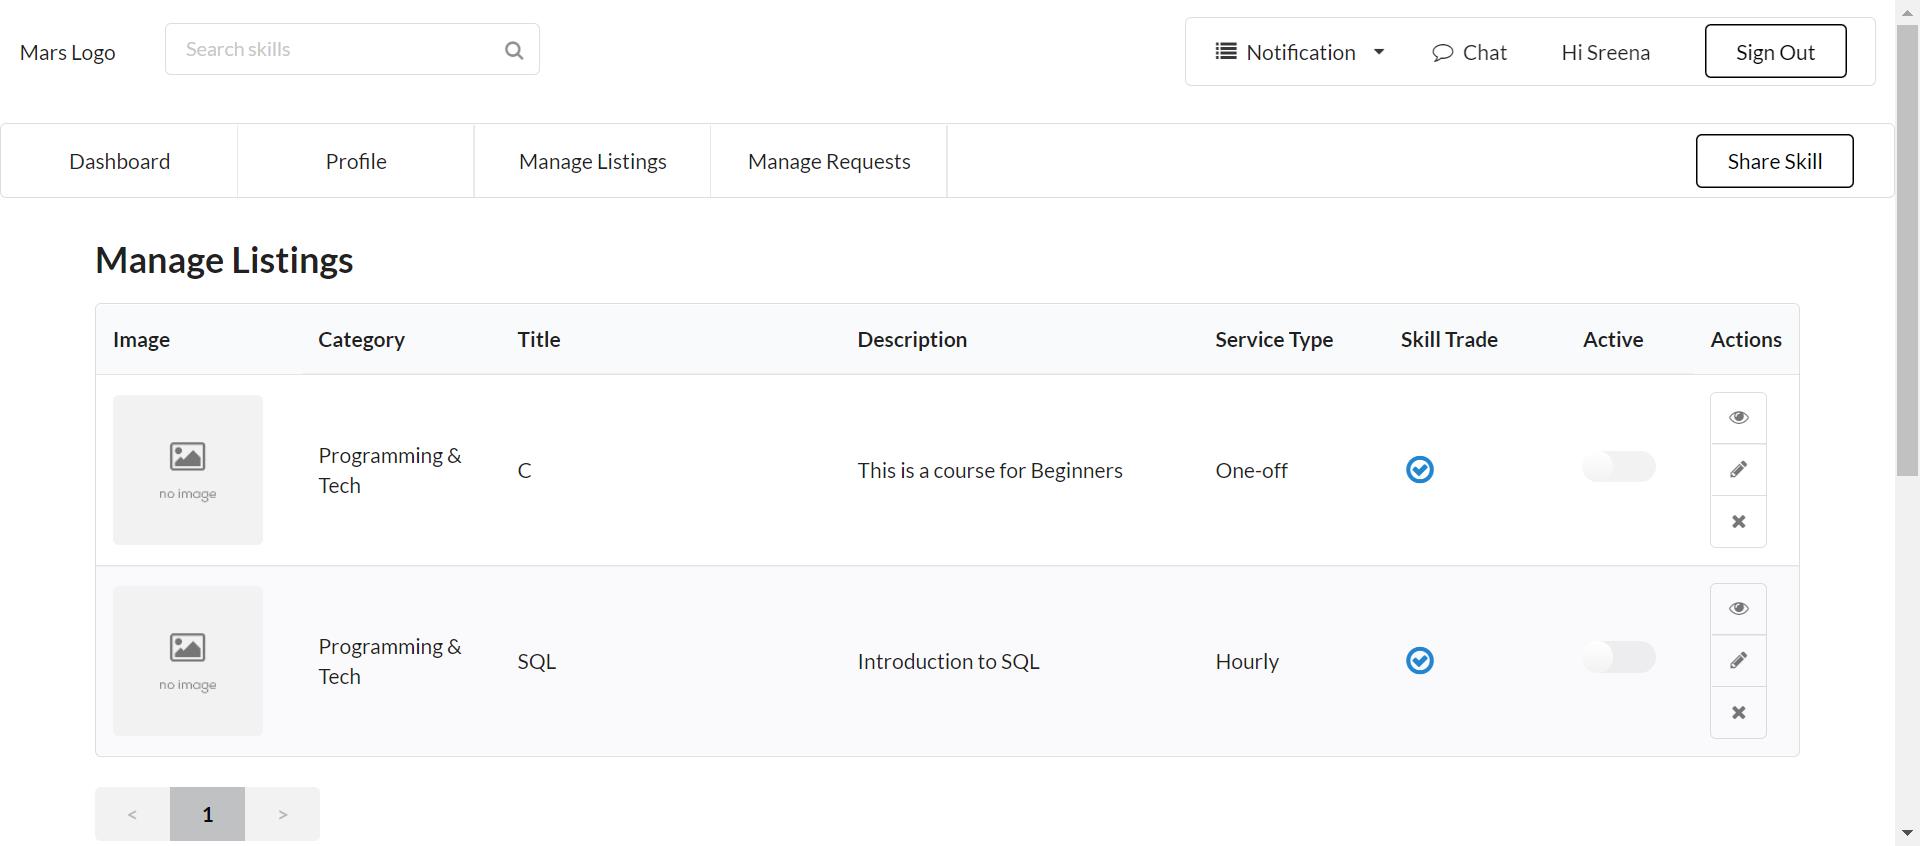 Mars Logo
Search skills
Notification
Chat
Hi Sreena
Sign Out
Dashboard
Profile
Manage Listings
Manage Requests
Share Skill
Manage Listings
Image Category Title Description Service Type Skill Trade Active Actions
no image
Programming &
Tech
C
This is a course for Beginners
One-off
no image
Programming &
Tech
SQL
Introduction to SQL
Hourly
< 1 >